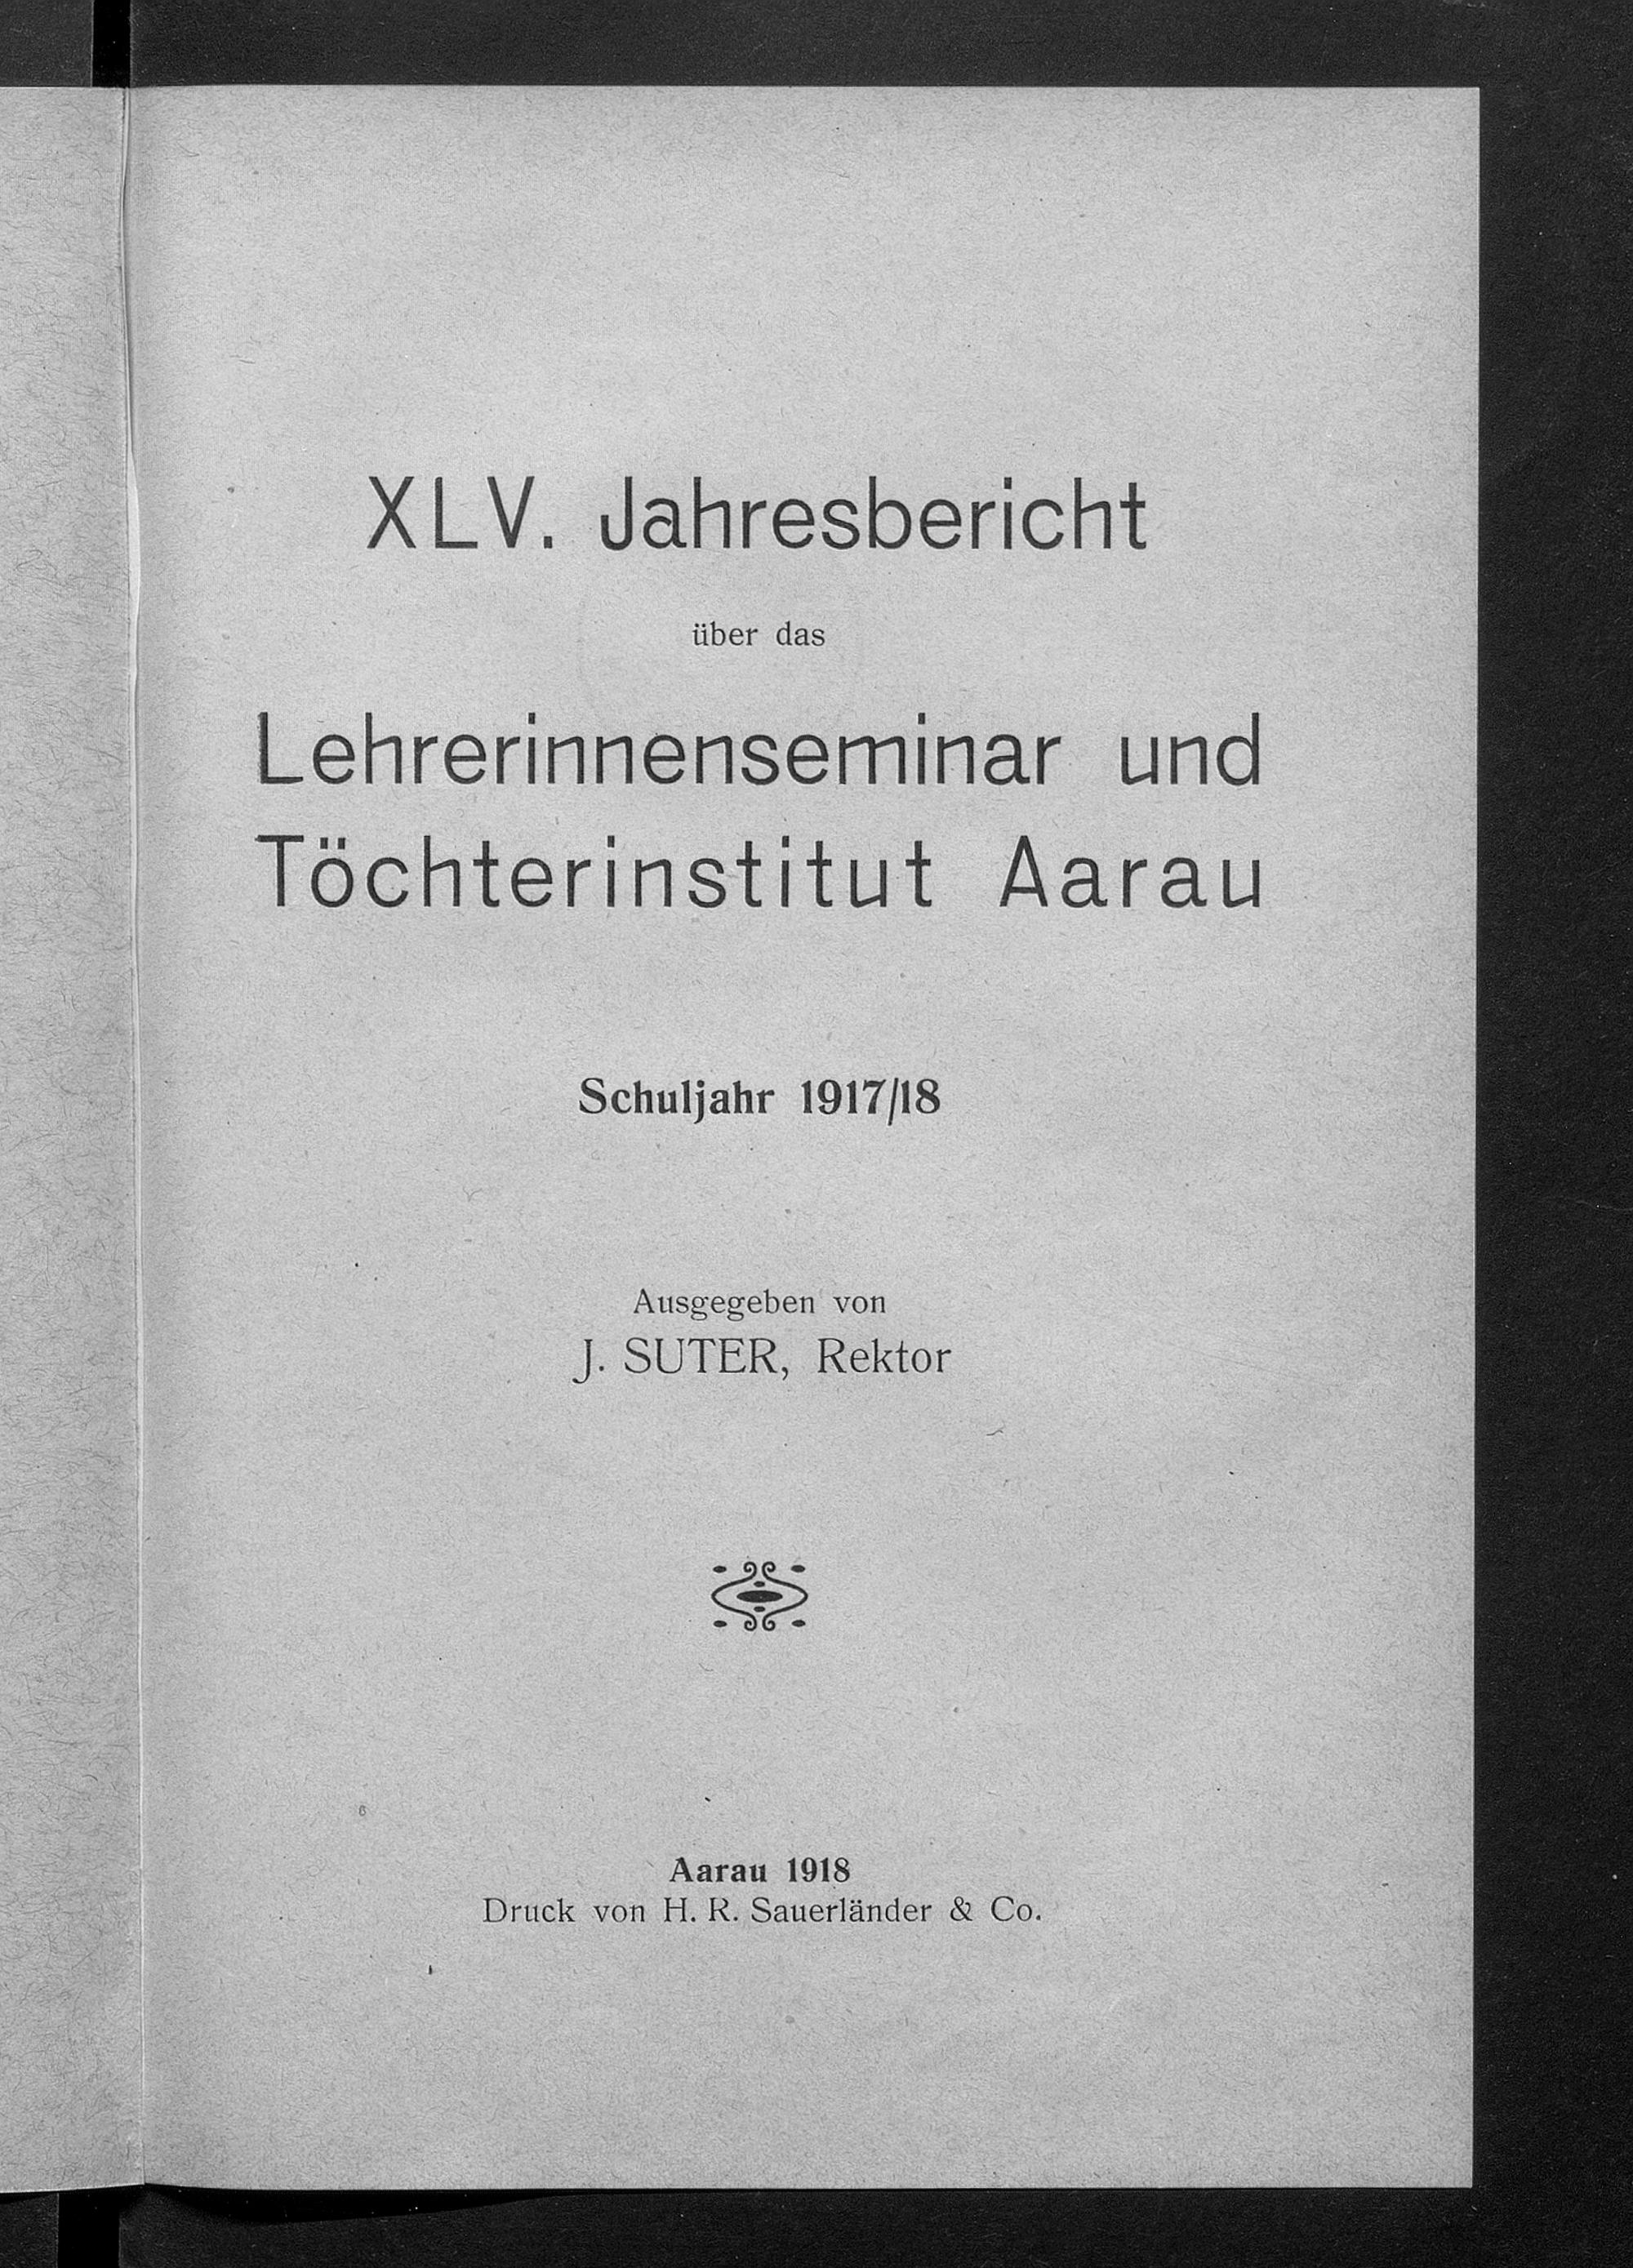 XLV. Jahresbericht
über das
Lehrerinnenseminar und
Töchterinstitut Aarau
Schuljahr 1917/18
Ausgegeben von
J. SUTER, Rektor
Aarau 1918
Druck von H. R. Sauerländer & Co.